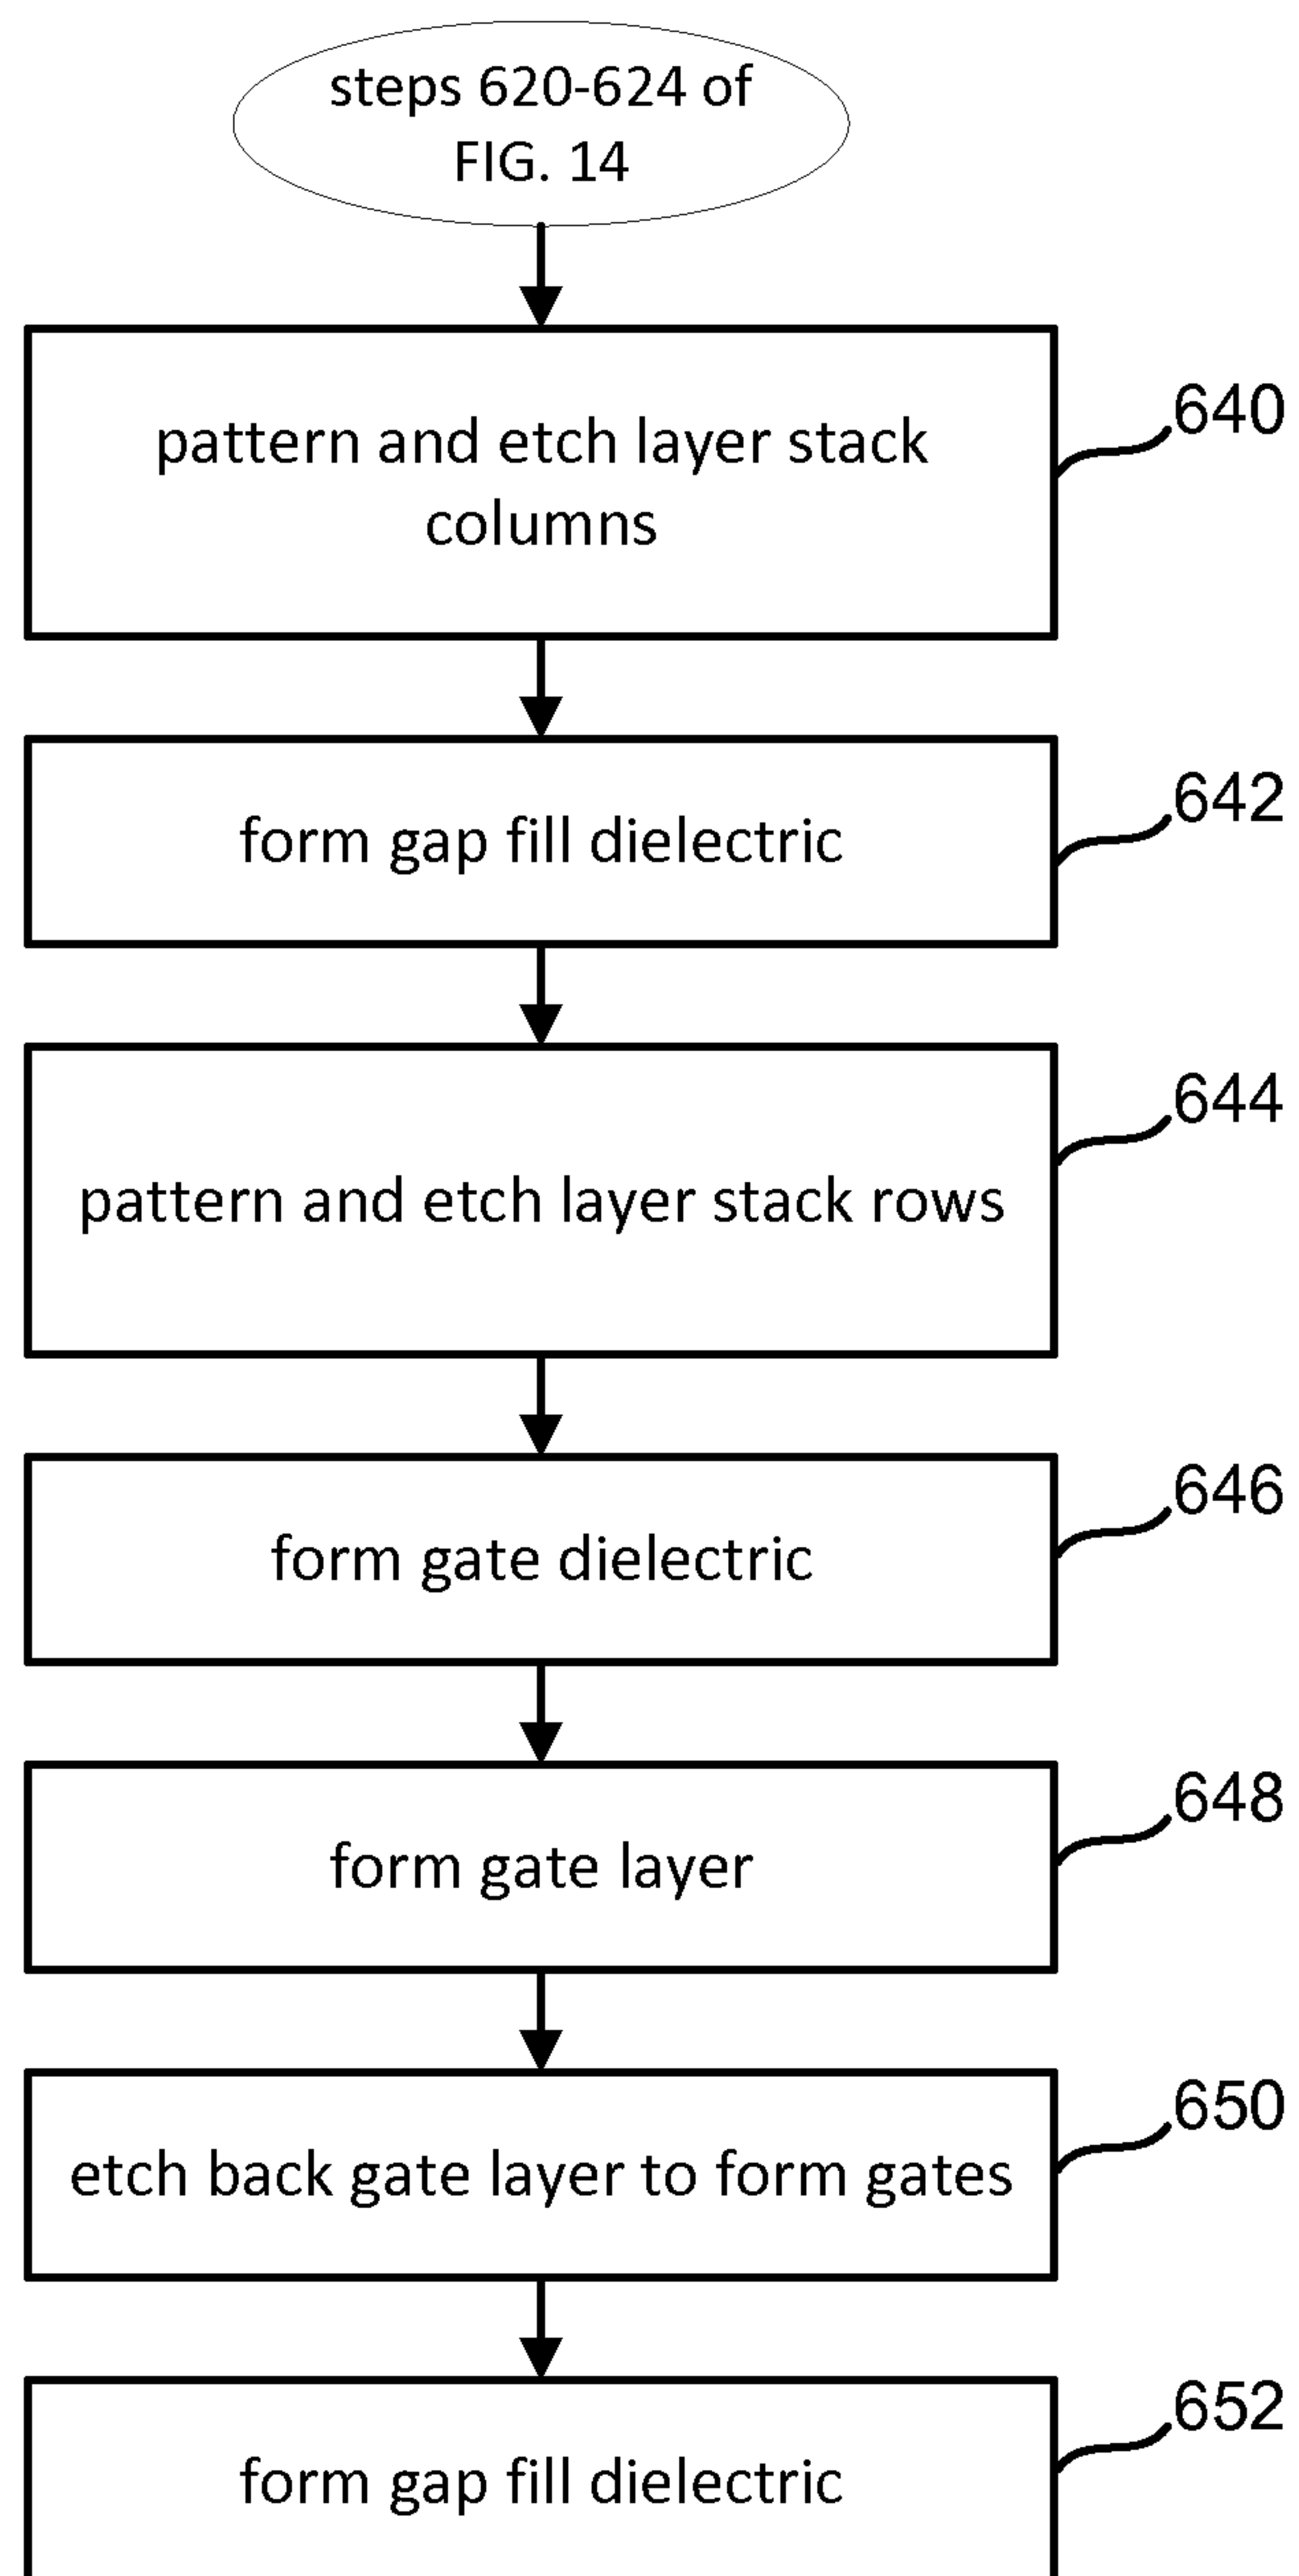 steps 620-624 of
FIG. 14
pattern and etch layer stack
columns
640
form gap fill dielectric
642
pattern and etch layer stack rows
644
form gate dielectric
646
form gate layer
648
etch back gate layer to form gates
650
form gap fill dielectric
652